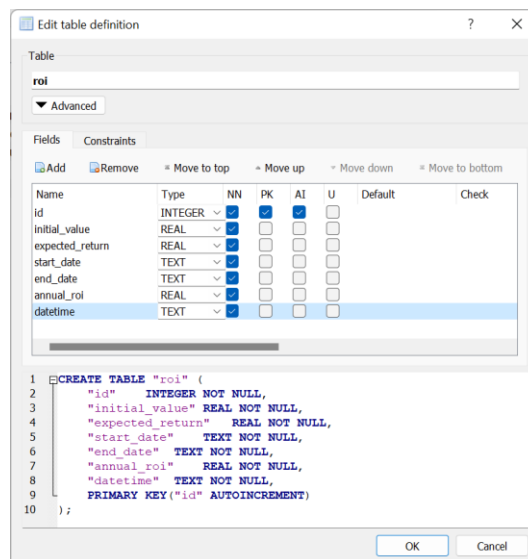 Edit table definition ? ✕
Table
roi
▼ Advanced
Fields Constraints
Add Remove Move to top Move up Move down Move to bottom
Name Type NN PK AI U Default Check
id INTEGER
initial_value REAL
expected_return REAL
start_date TEXT
end_date TEXT
annual_roi REAL
datetime TEXT
1 CREATE TABLE "roi" (
2 "id" INTEGER NOT NULL,
3 "initial_value" REAL NOT NULL,
4 "expected_return" REAL NOT NULL,
5 "start_date" TEXT NOT NULL,
6 "end_date" TEXT NOT NULL,
7 "annual_roi" REAL NOT NULL,
8 "datetime" TEXT NOT NULL,
9 PRIMARY KEY("id" AUTOINCREMENT)
10 );
OK Cancel